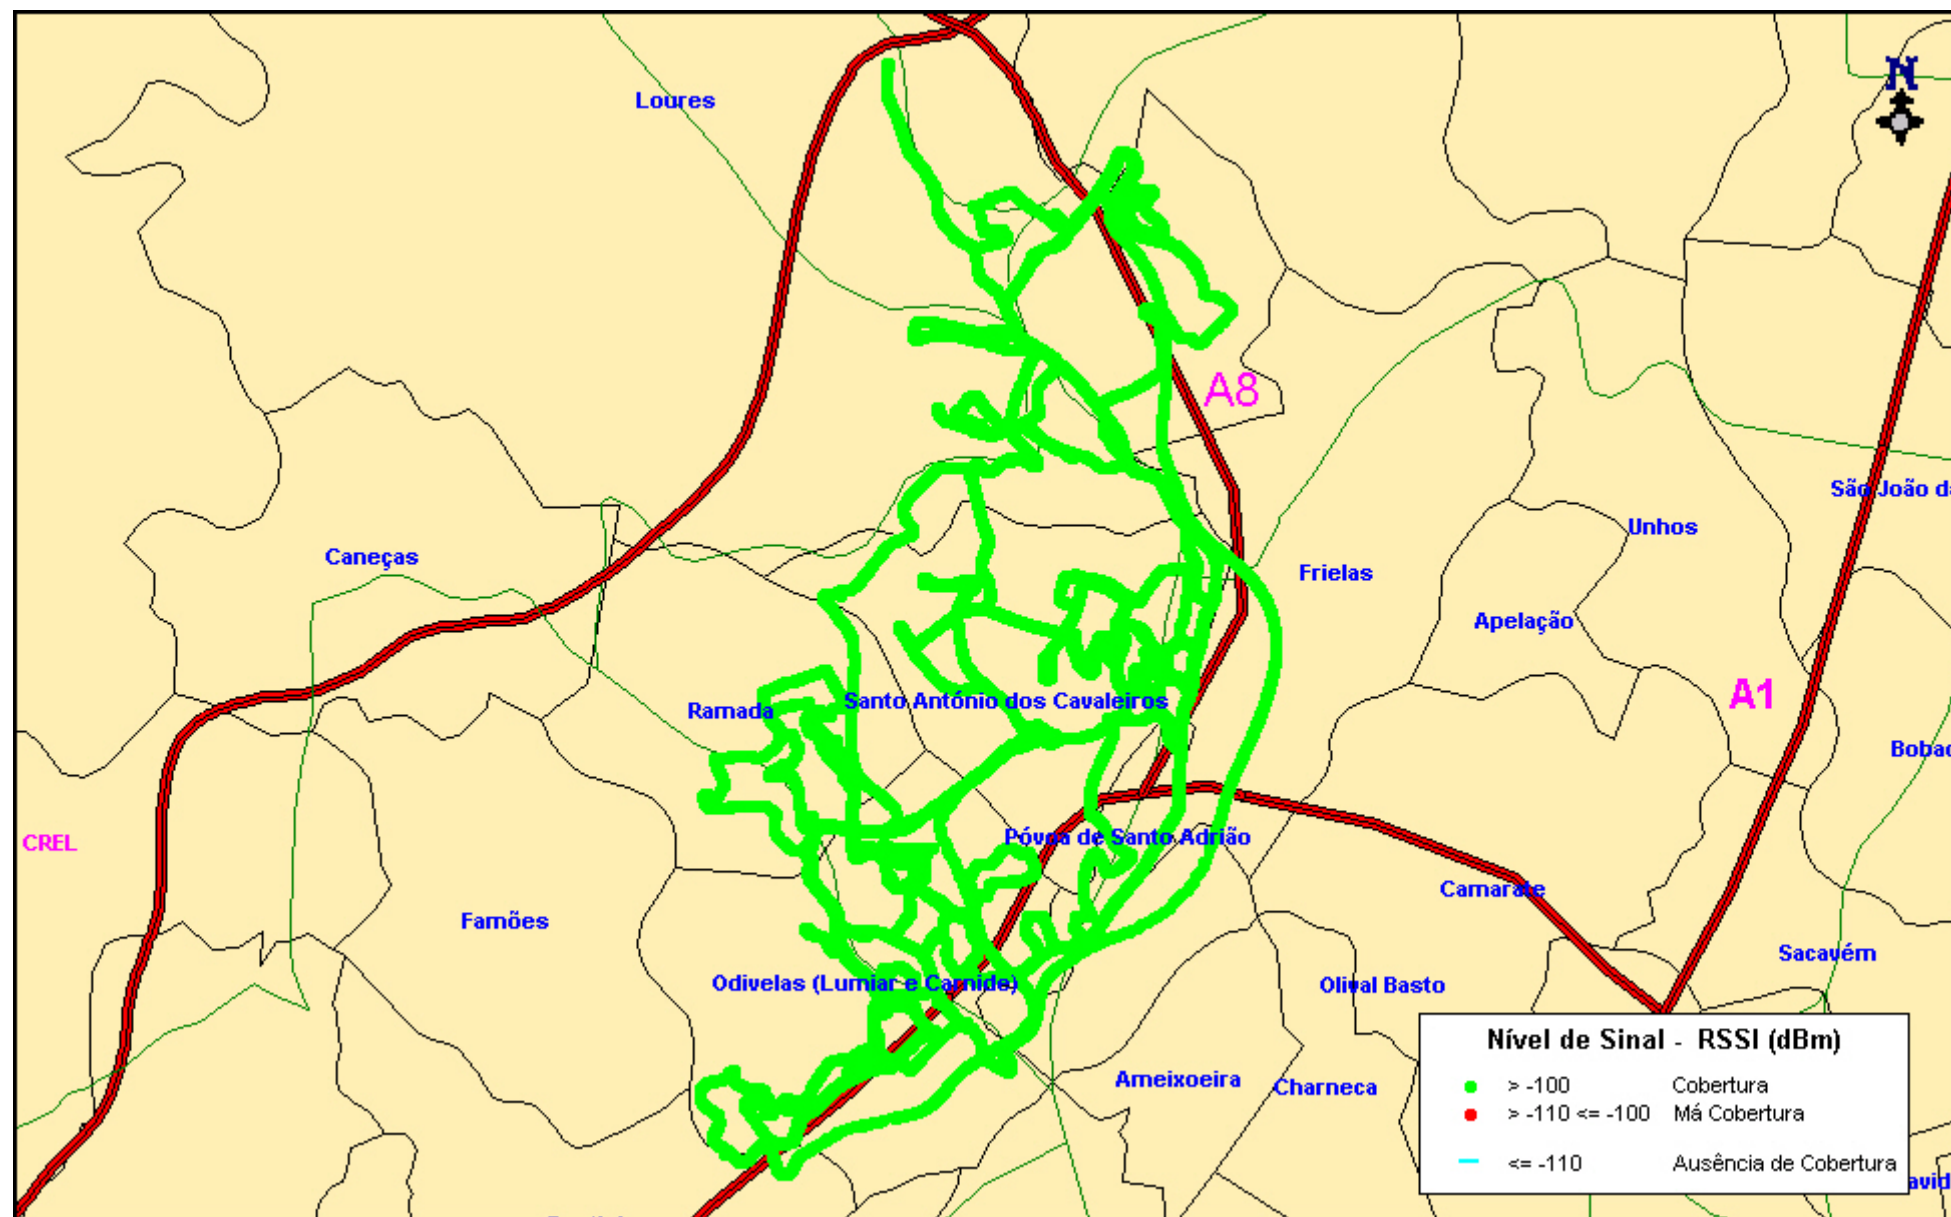 N
Loures
A8
São João d
Unhos
Caneças
Frielas
Apelação
Santo António dos Cavaleiros
Ramada
A1
Boba
CREL
Póvoa de Santo Adrião
Camarate
Famões
Sacavém
Odivelas (Lumiar e Carnide)
Olival Basto
Ameixoeira
Charneca
Nível de Sinal - RSSI (dBm)
> -100 Cobertura
> -110 <= -100 Má Cobertura
<= -110 Ausência de Cobertura
avid